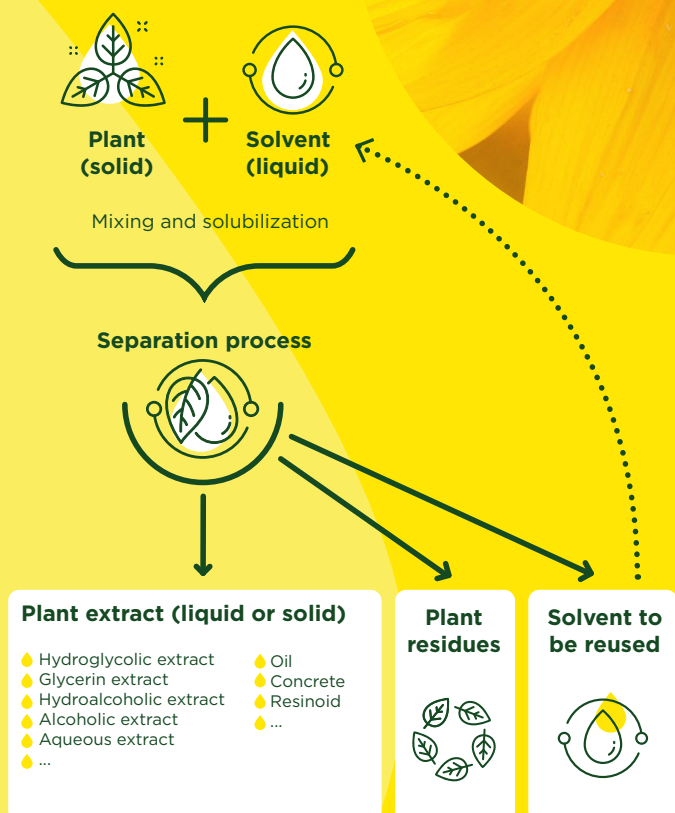 Plant
(solid)
Solvent
(liquid)
Mixing and solubilization
Separation process
Plant extract (liquid or solid)
Hydroglycolic extract
Glycerin extract
Hydroalcoholic extract
Alcoholic extract
Aqueous extract
...
Oil
Concrete
Resinoid
...
Plant
residues
Solvent to
be reused